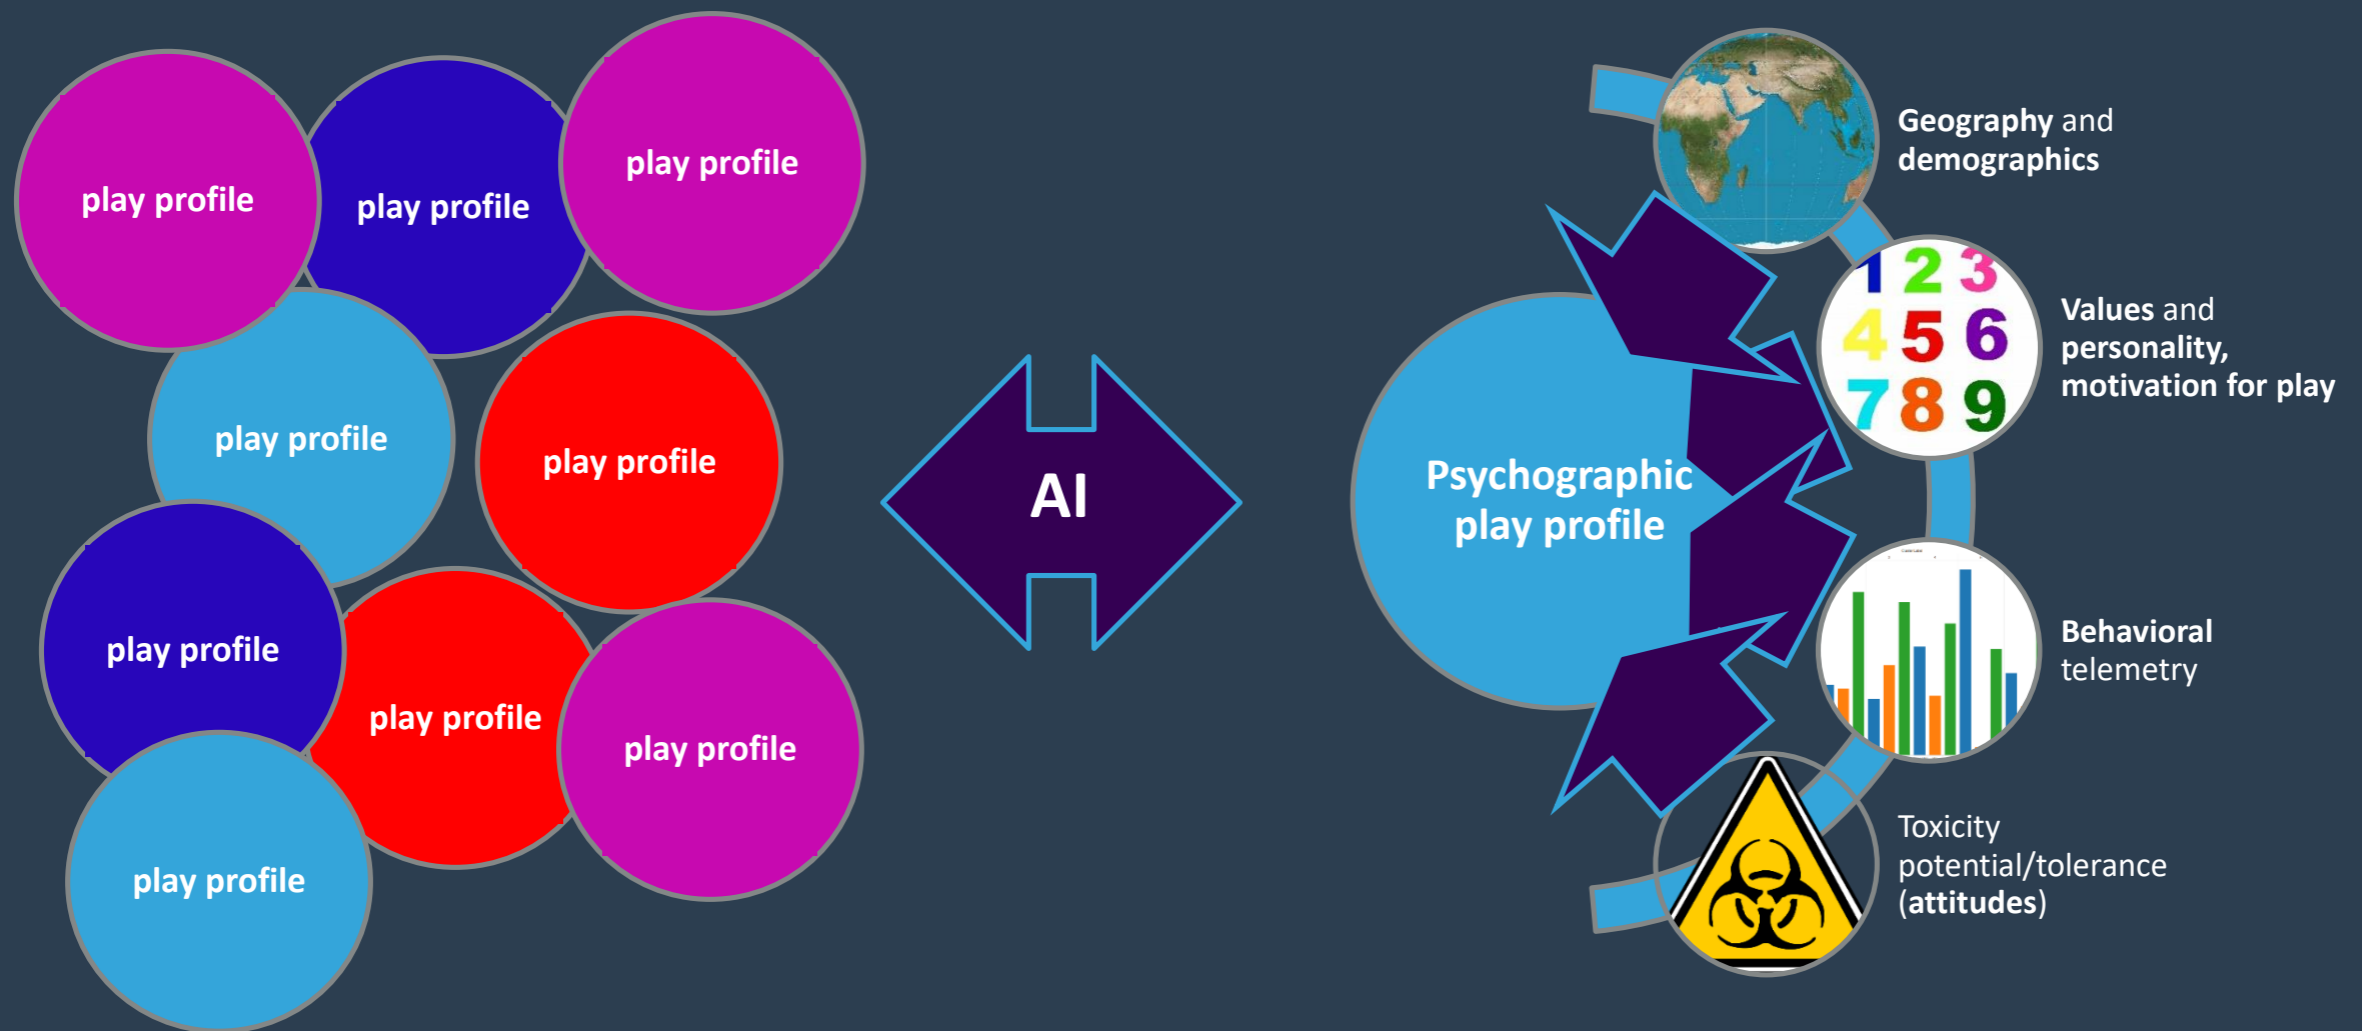 play profile
play profile
play profile
play profile
play profile
play profile
play profile
play profile
play profile
AI
Psychographic
play profile
Geography and
demographics
1 2 3
4 5 6
7 8 9
Values and
personality,
motivation for play
Behavioral
telemetry
Toxicity
potential/tolerance
(attitudes)